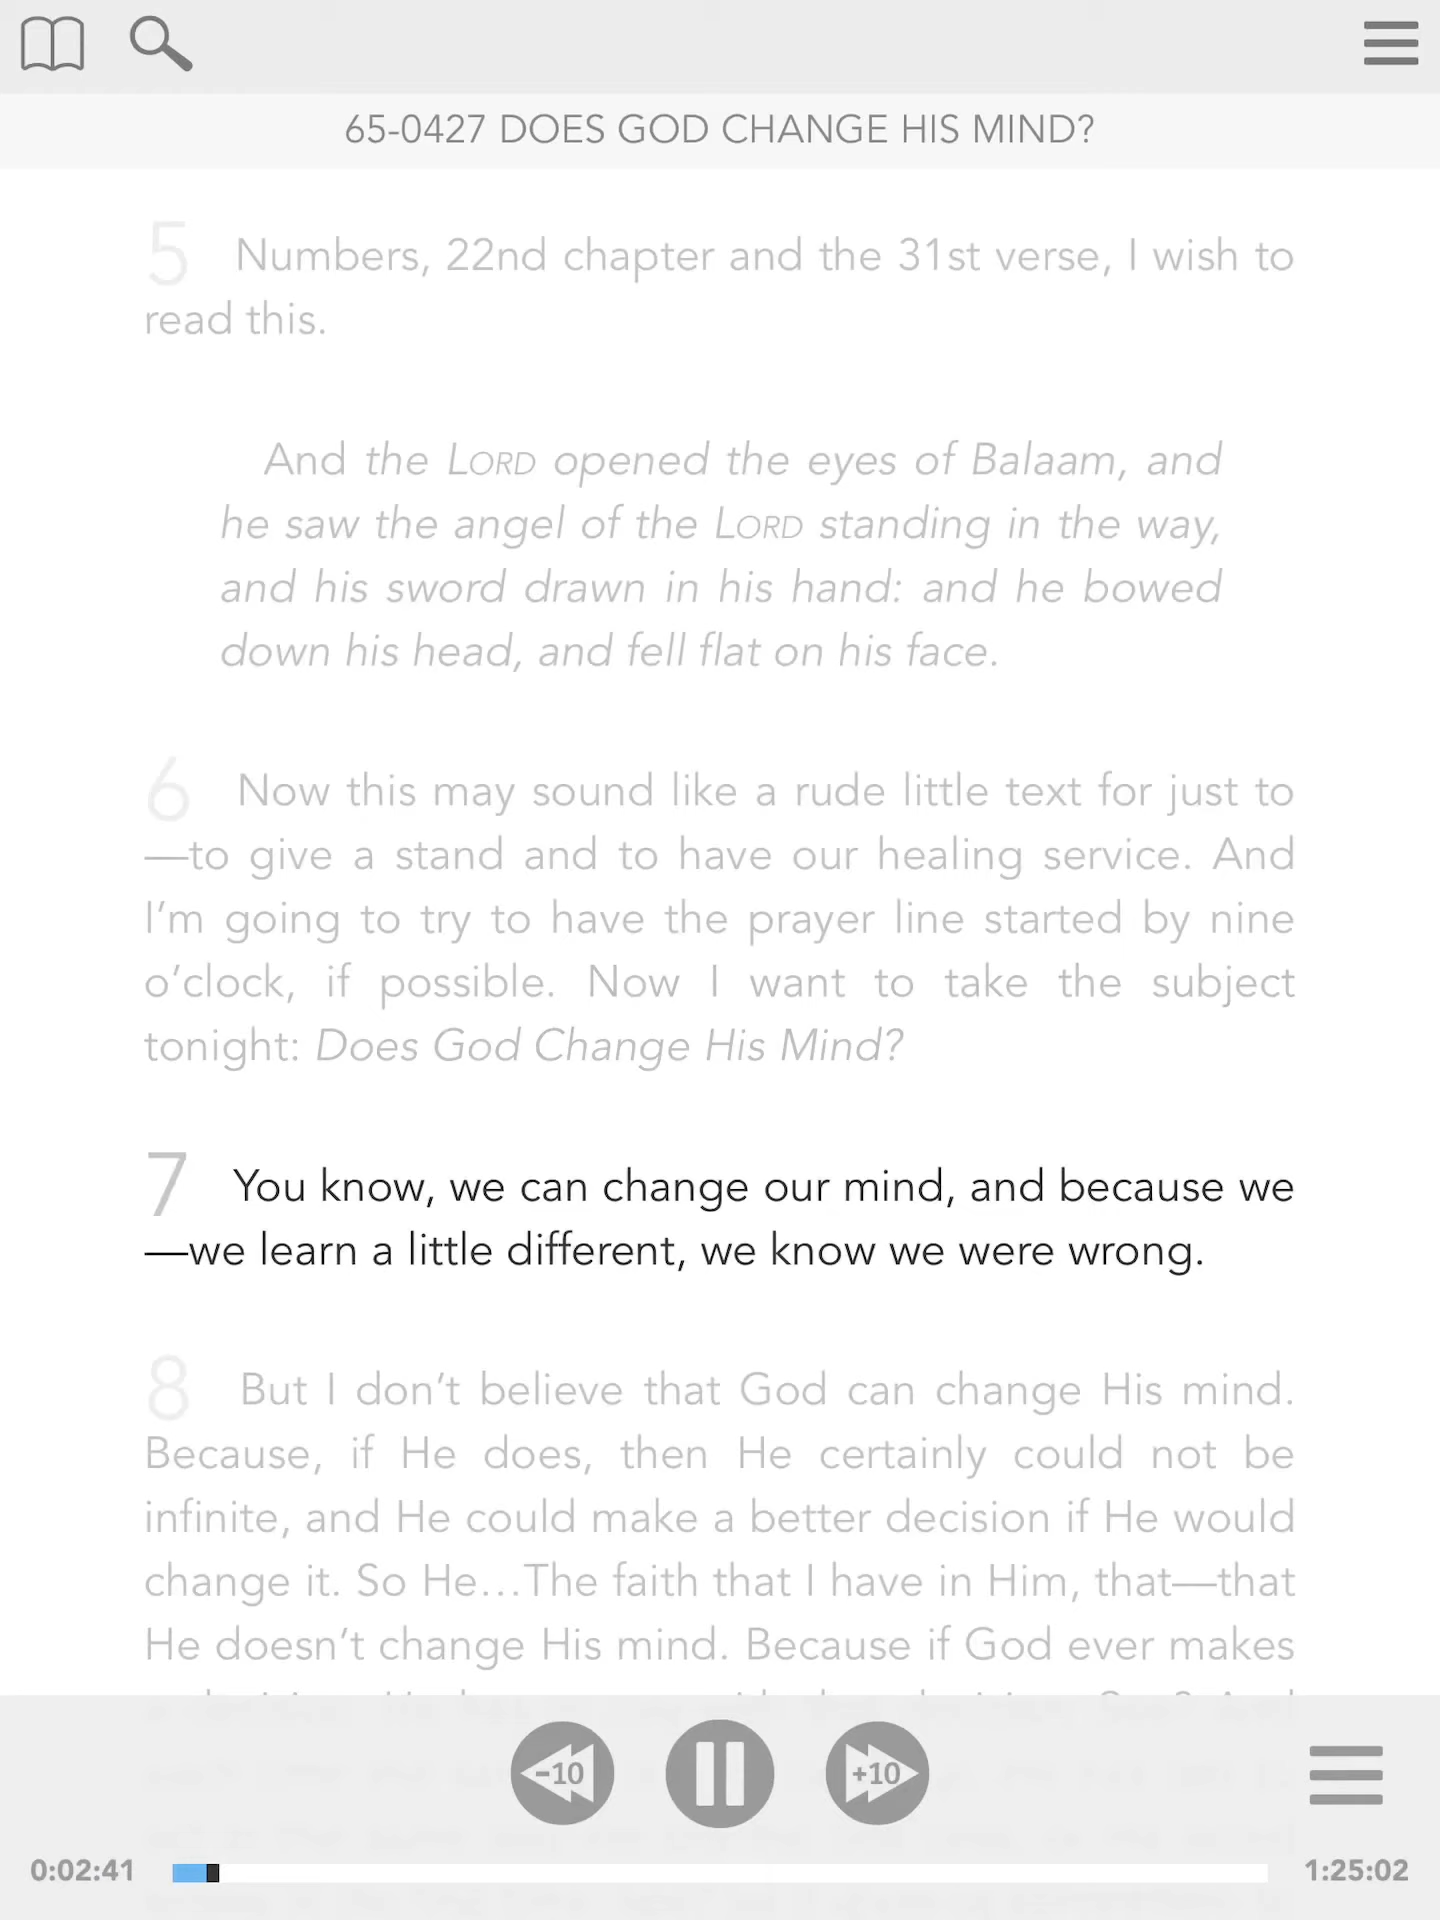 65-0427 DOES GOD CHANGE HIS MIND?
5 Numbers, 22nd chapter and the 31st verse, I wish to
read this.
And the LORD opened the eyes of Balaam, and
he saw the angel of the LORD standing in the way,
and his sword drawn in his hand: and he bowed
down his head, and fell flat on his face.
6 Now this may sound like a rude little text for just to
—to give a stand and to have our healing service. And
I’m going to try to have the prayer line started by nine
o’clock, if possible. Now I want to take the subject
tonight: Does God Change His Mind?
7 You know, we can change our mind, and because we
—we learn a little different, we know we were wrong.
8 But I don’t believe that God can change His mind.
Because, if He does, then He certainly could not be
infinite, and He could make a better decision if He would
change it. So He…The faith that I have in Him, that—that
He doesn’t change His mind. Because if God ever makes
-10 +10
0:02:41 1:25:02